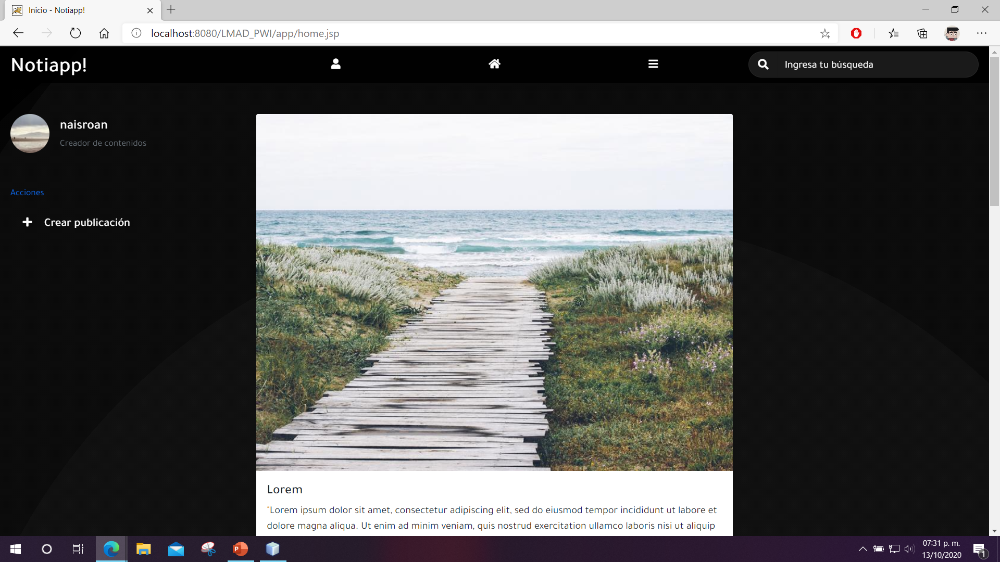 Inicio - Notiapp!
localhost:8080/LMAD_PWI/app/home.jsp
Notiapp!
Ingresa tu búsqueda
naisroan
Creador de contenidos
Acciones
Crear publicación
Lorem
"Lorem ipsum dolor sit amet, consectetur adipiscing elit, sed do eiusmod tempor incididunt ut labore et
dolore magna aliqua. Ut enim ad minim veniam, quis nostrud exercitation ullamco laboris nisi ut aliquip
P
07:31 p. m.
13/10/2020
1